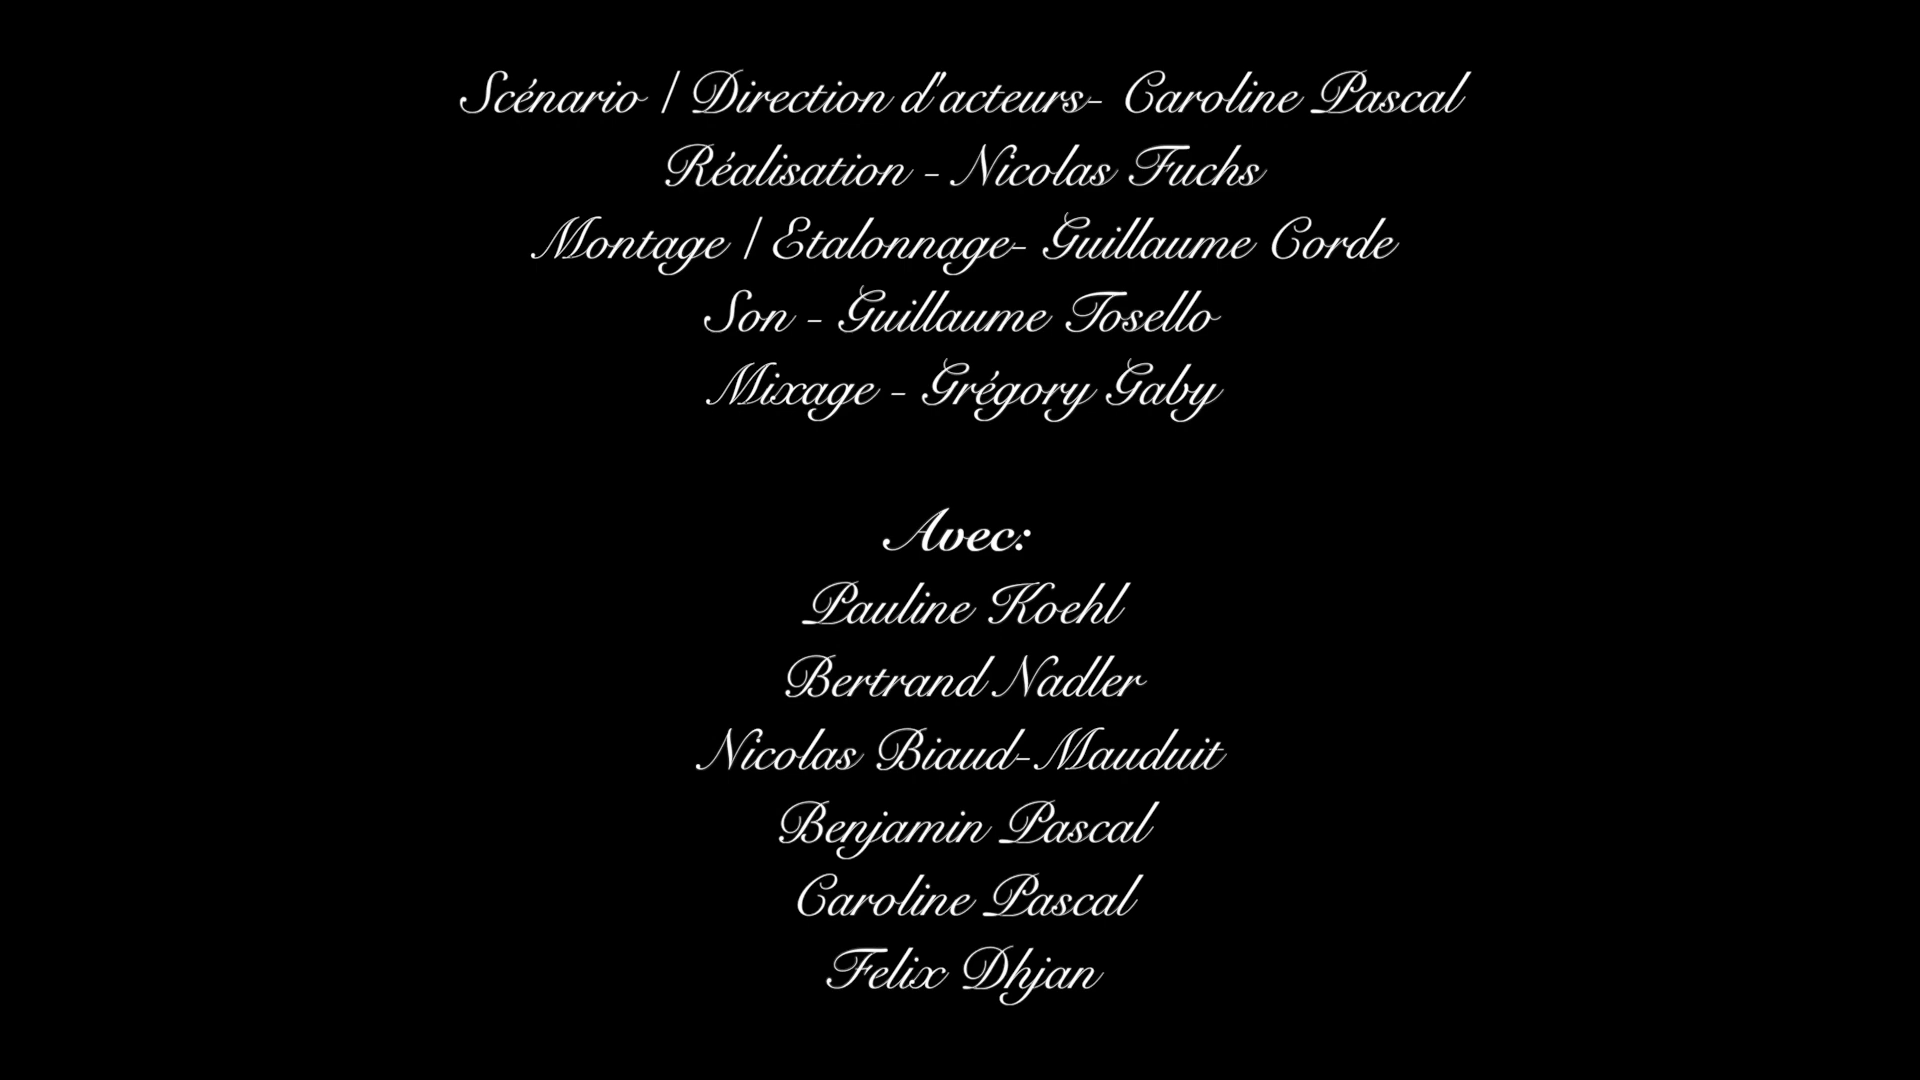 Scénario / Direction d'acteurs- Caroline Pascal
Réalisation - Nicolas Fuchs
Montage / Etalonnage- Guillaume Corde
Son - Guillaume Tosello
Mixage - Grégory Gaby
Avec:
Pauline Koehl
Bertrand Nadler
Nicolas Biaud-Mauduit
Benjamin Pascal
Caroline Pascal
Felix Dhjan